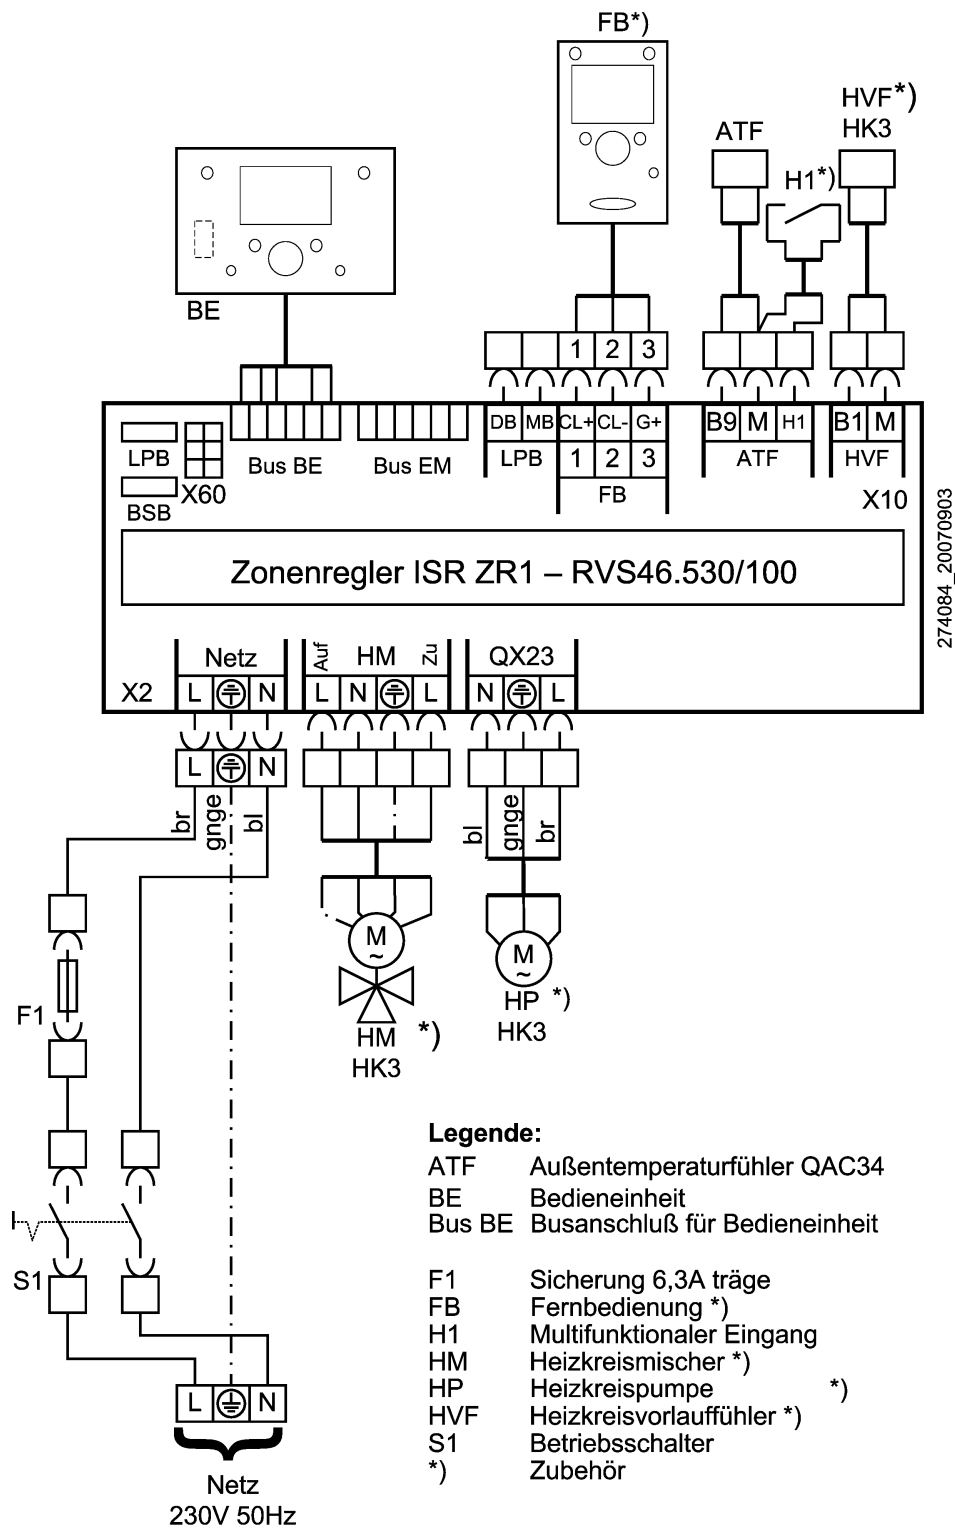 FB*)
HVF*)
ATF HK3
H1*)
BE
1 2 3
DB MB CL+ CL- G+ B9 M H1 B1 M
LPB Bus BE Bus EM LPB 1 2 3 ATF HVF
X60 FB X10
BSB
Zonenregler ISR ZR1 – RVS46.530/100
274084_20070903
Netz Auf HM Zu QX23
X2 L N L N L N L
L N
br gnge bl bl gnge br
M
~
M
~
F1
HP *)
HK3
HM *)
HK3
S1
L N
Netz
230V 50Hz
Legende:
ATF Außentemperaturfühler QAC34
BE Bedieneinheit
Bus BE Busanschluß für Bedieneinheit
F1 Sicherung 6,3A träge
FB Fernbedienung *)
H1 Multifunktionaler Eingang
HM Heizkreismischer *)
HP Heizkreispumpe *)
HVF Heizkreisvorlauffühler *)
S1 Betriebsschalter
*) Zubehör